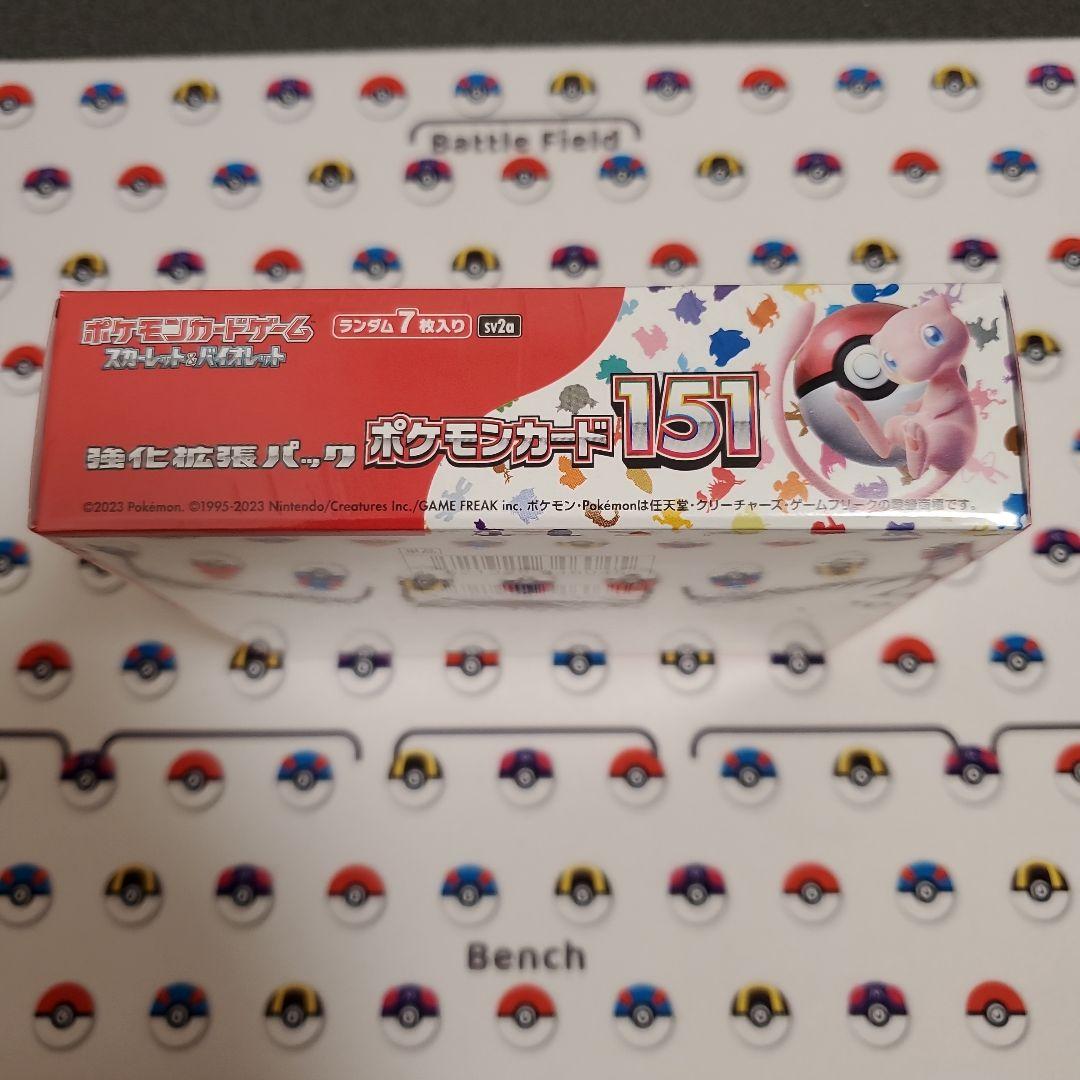 Battle Field
ポケモンカードゲーム
スカーレット&バイオレット
ランダム7枚入り
sv2a
強化拡張パック
ポケモンカード151
©2023 Pokémon. ©1995-2023 Nintendo/Creatures Inc./GAME FREAK inc. ポケモン・Pokémonは任天堂・クリーチャーズ・ゲームフリークの登録商標です。
Bench